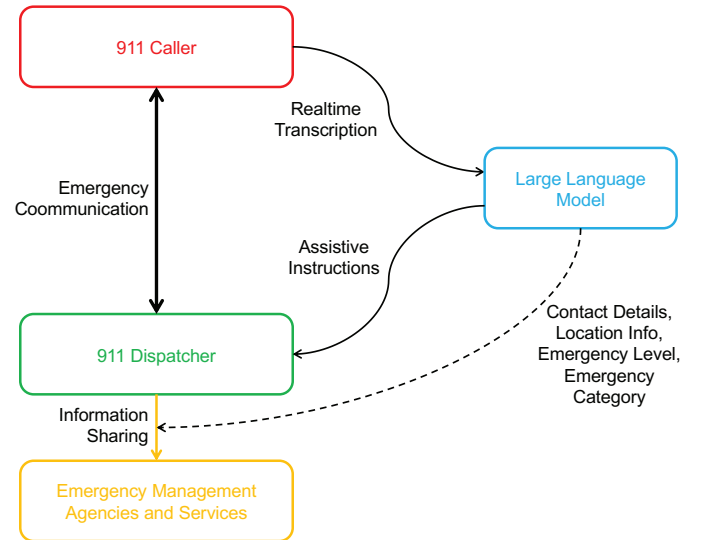 911 Caller
Realtime
Transcription
Large Language
Model
Emergency
Coommunication
Assistive
Instructions
Contact Details,
Location Info,
Emergency Level,
Emergency
Category
911 Dispatcher
Information
Sharing
Emergency Management
Agencies and Services